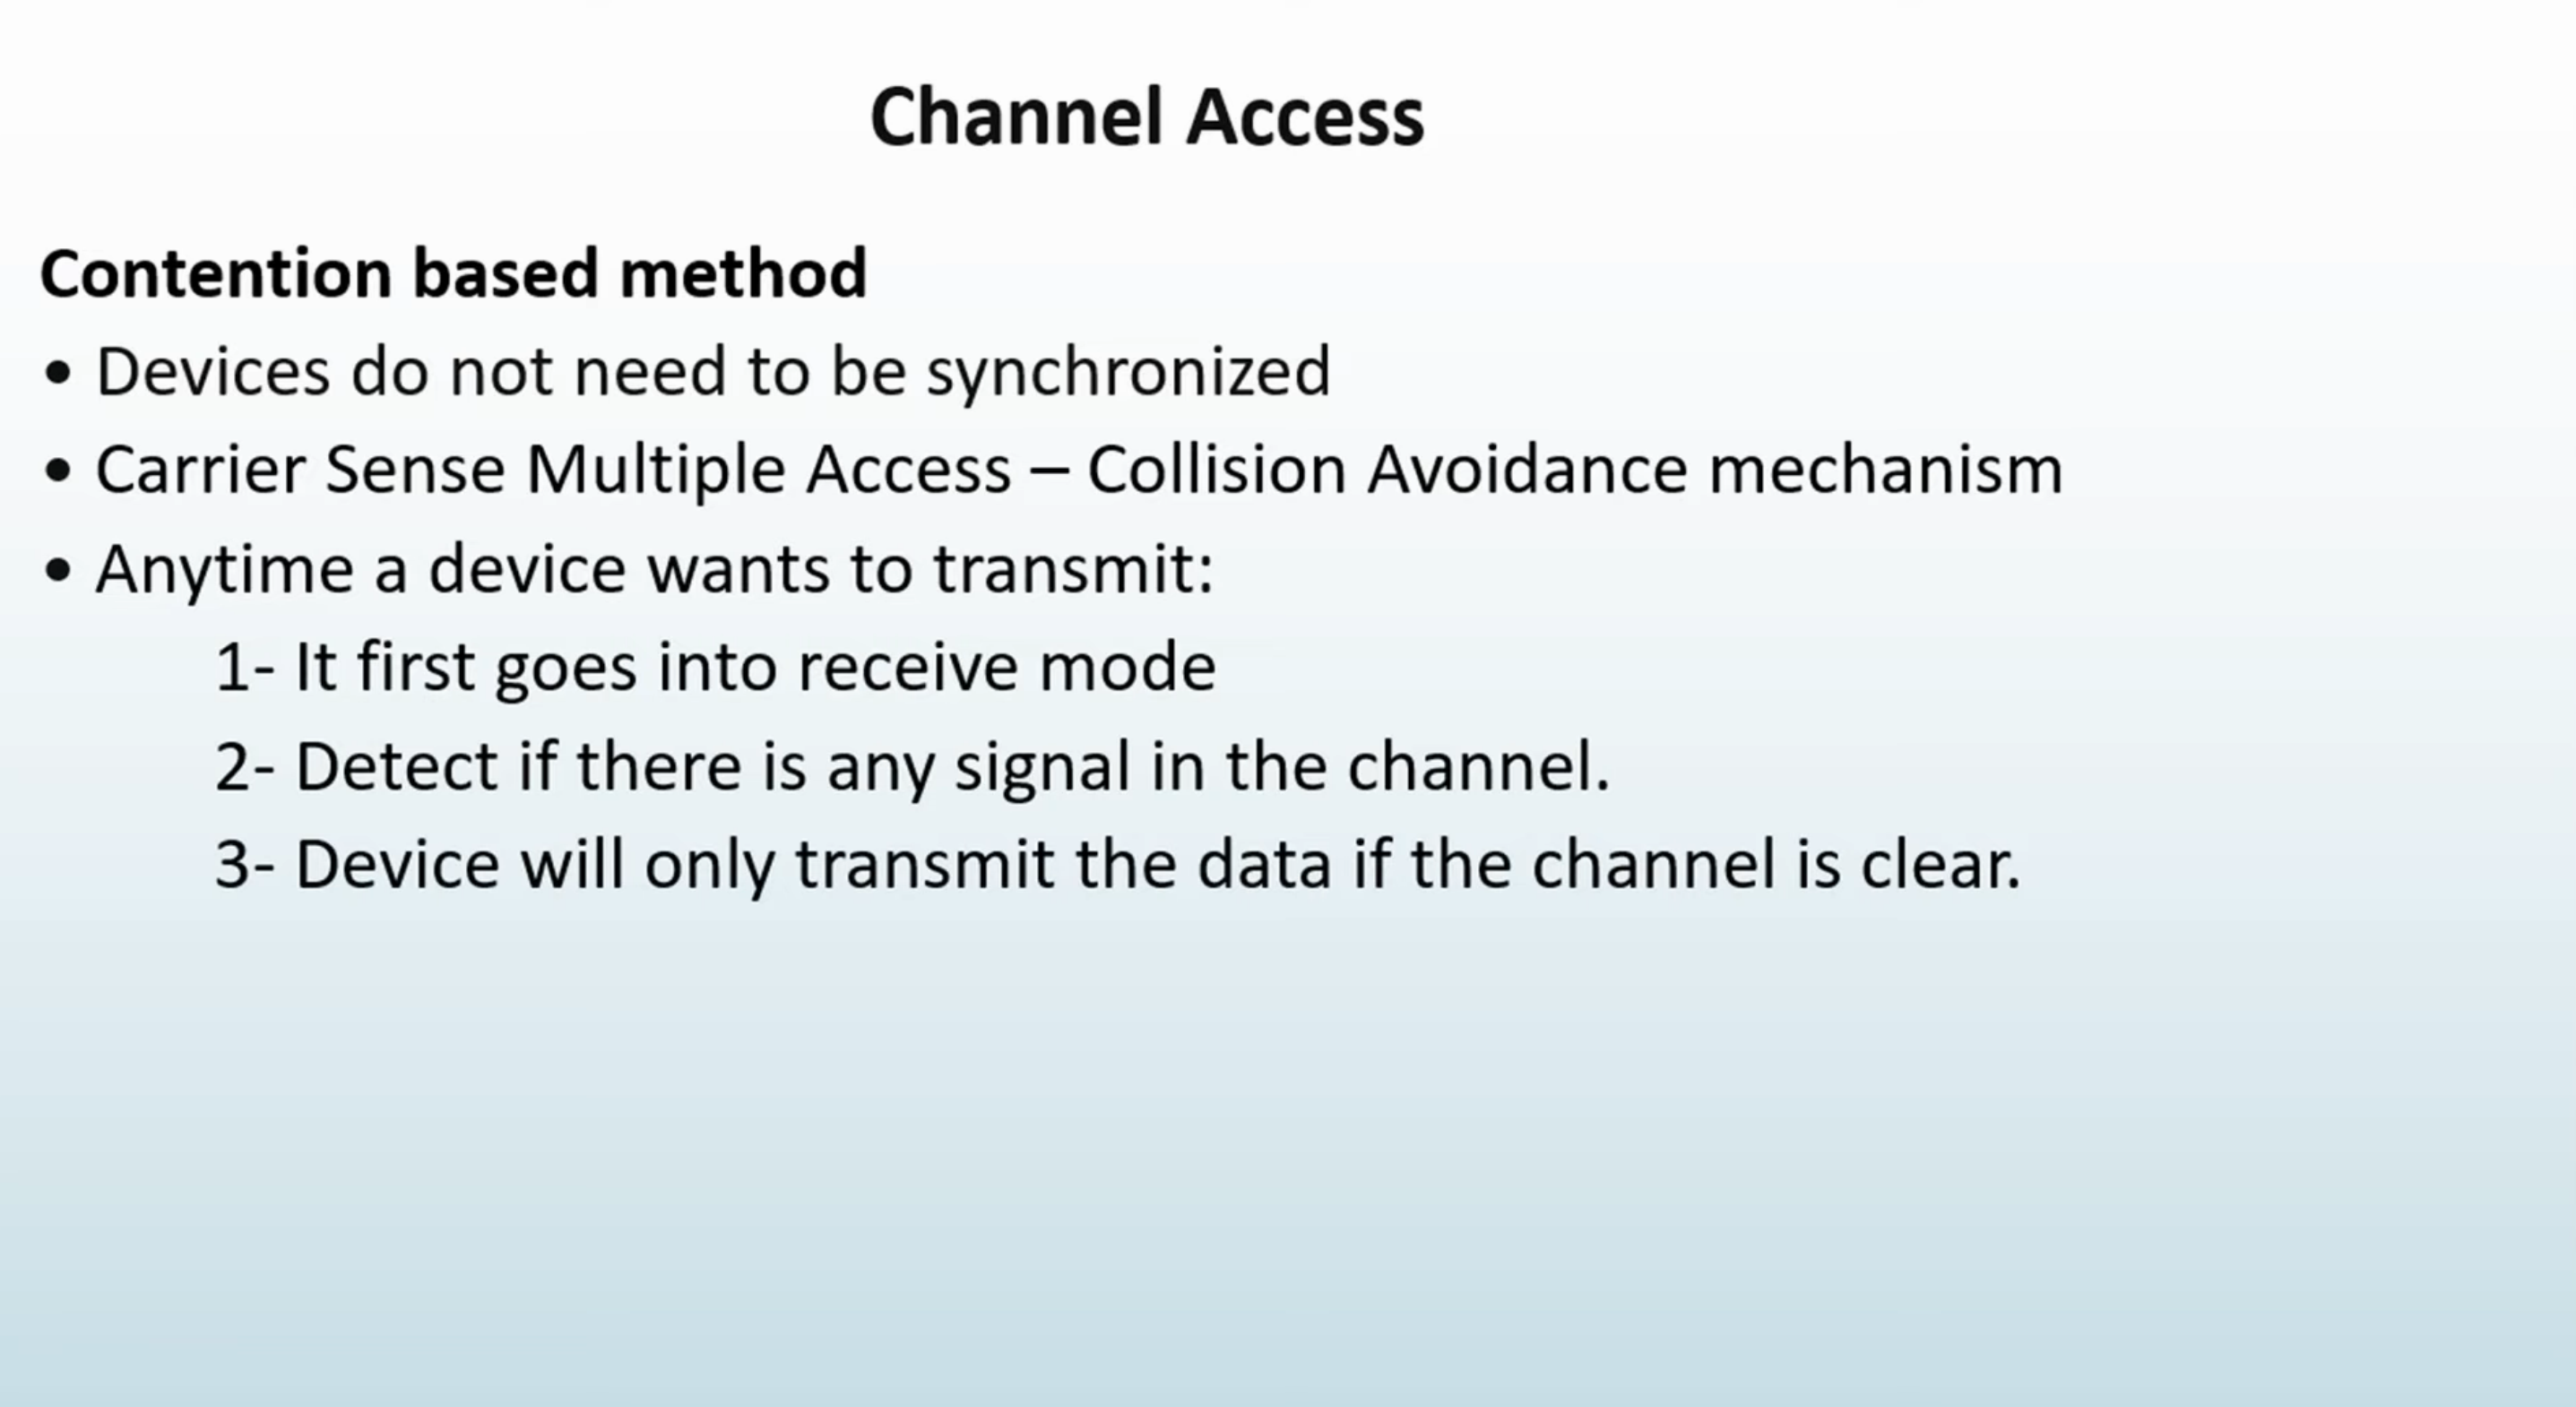 Channel Access
Contention based method
• Devices do not need to be synchronized
• Carrier Sense Multiple Access – Collision Avoidance mechanism
• Anytime a device wants to transmit:
1- It first goes into receive mode
2- Detect if there is any signal in the channel.
3- Device will only transmit the data if the channel is clear.